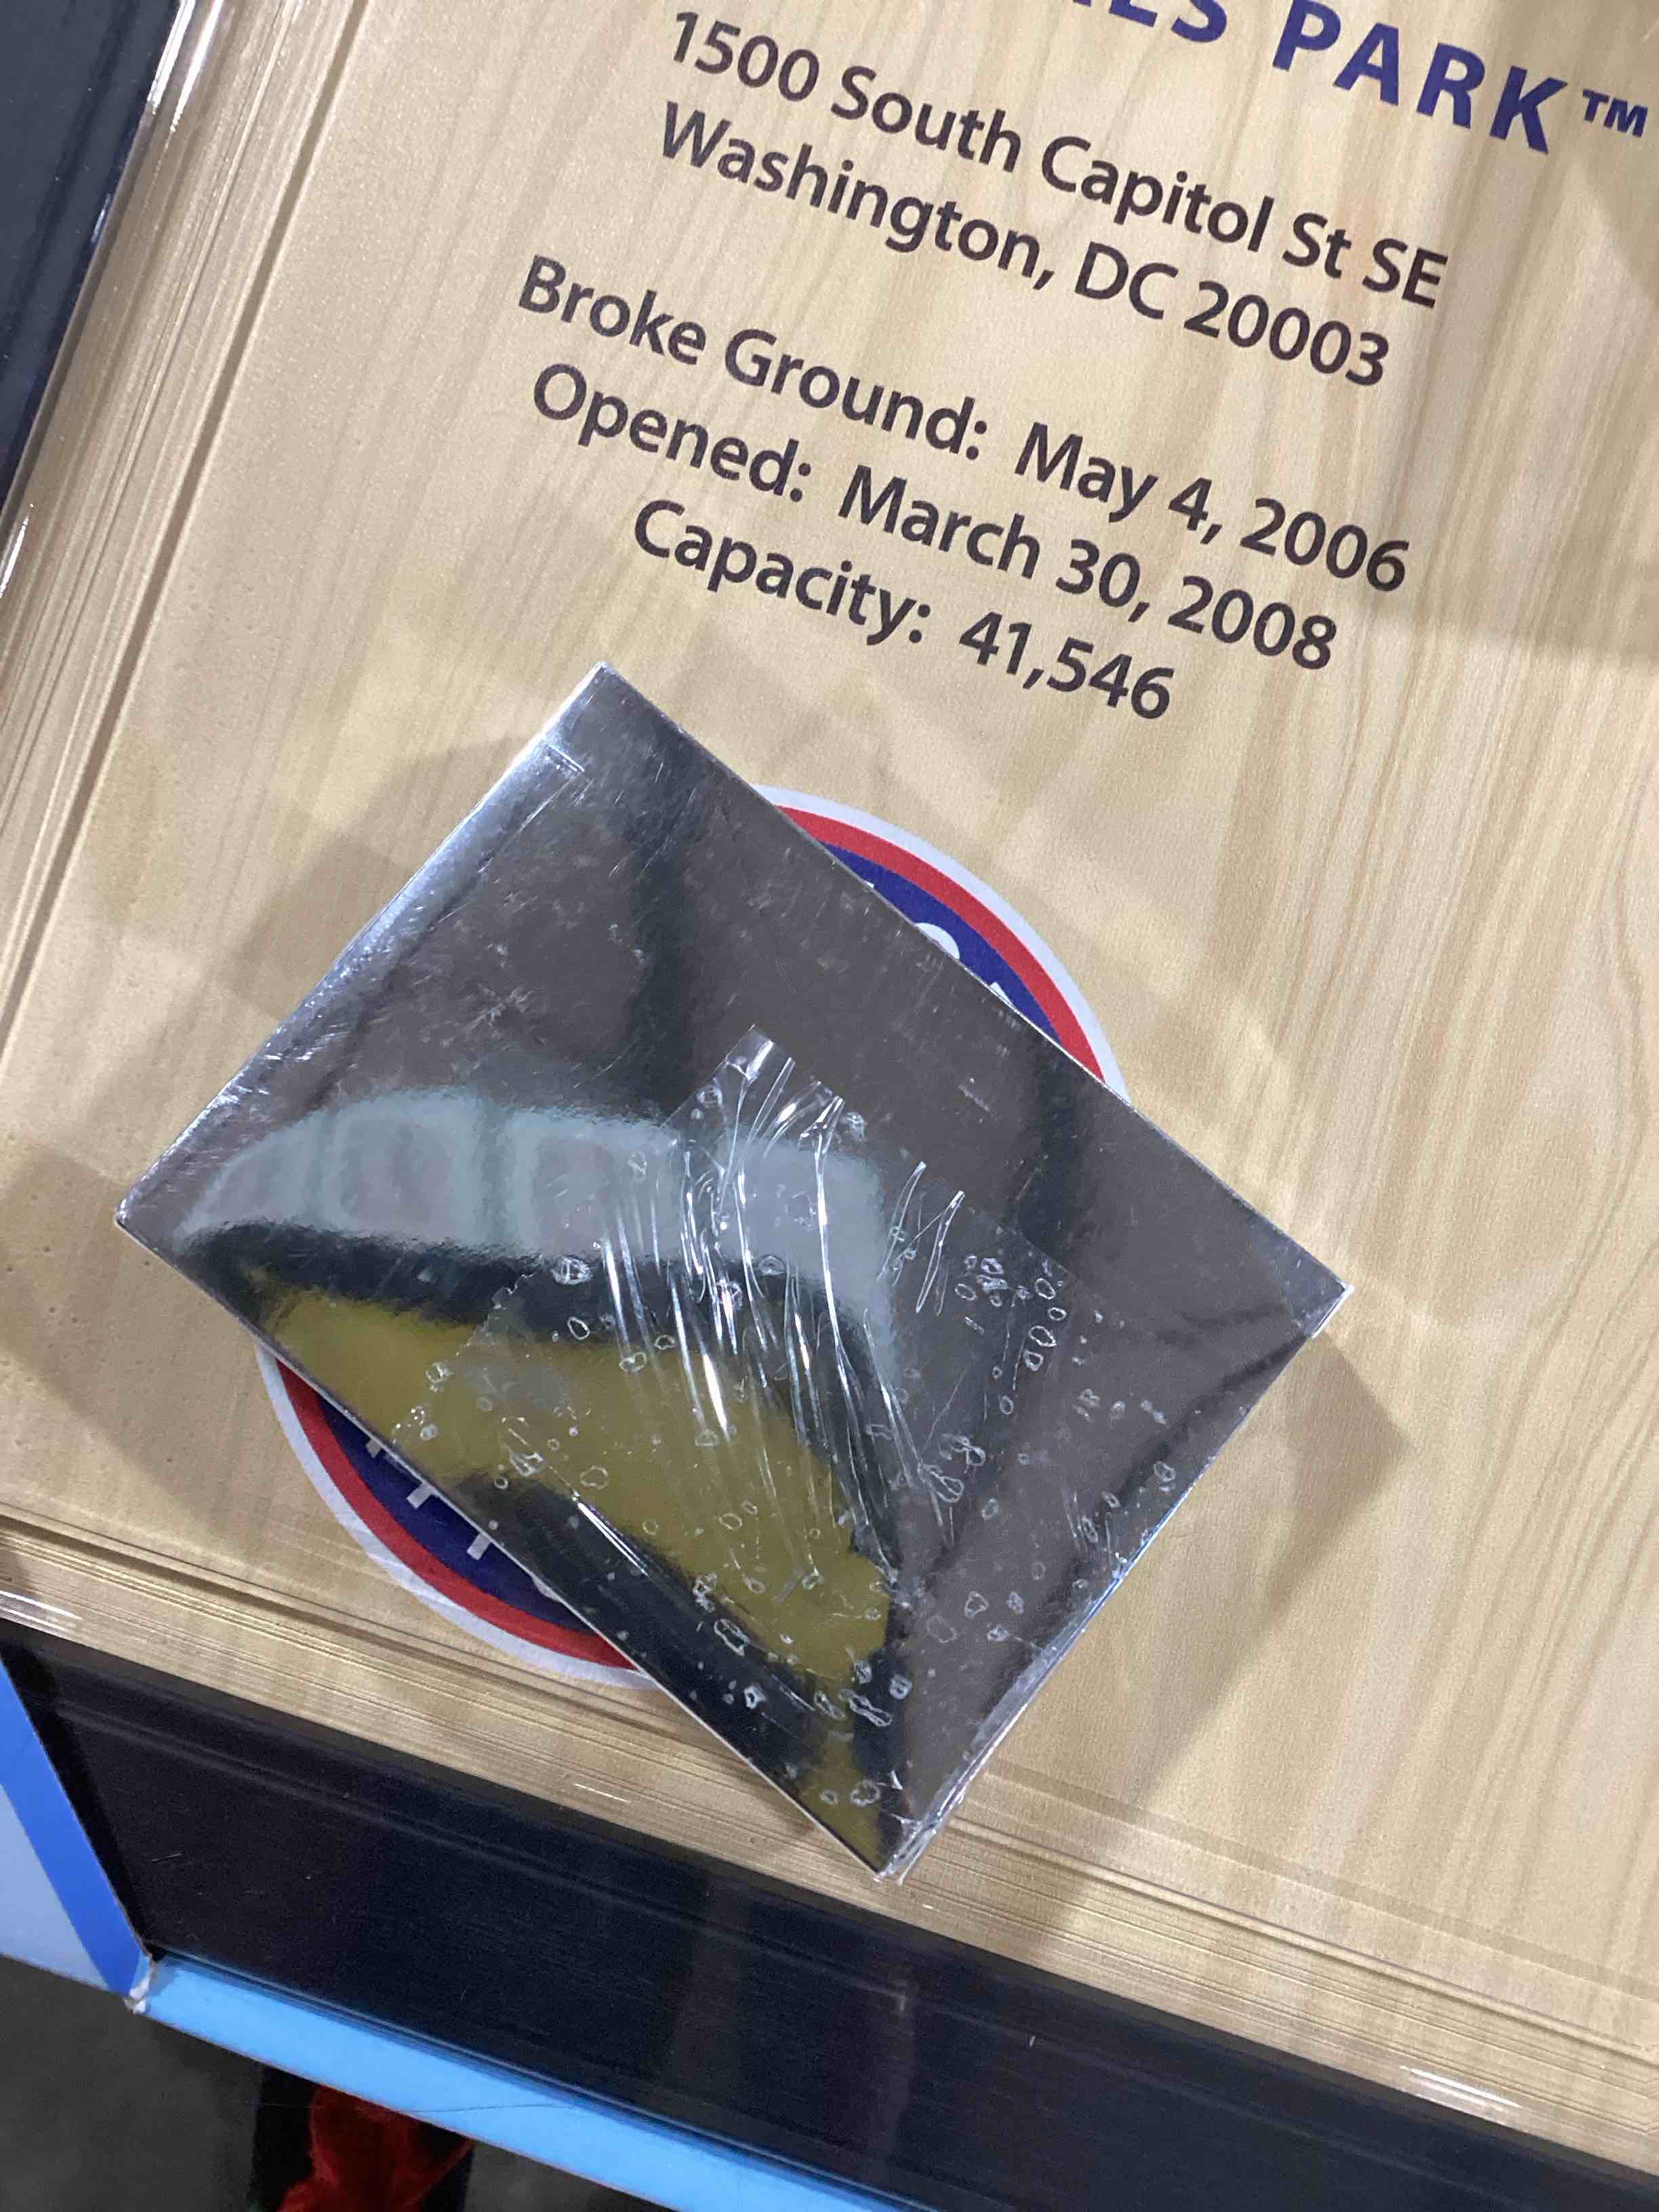 PARK™
1500 South Capitol St SE
Washington, DC 20003
Broke Ground: May 4, 2006
Opened: March 30, 2008
Capacity: 41,546